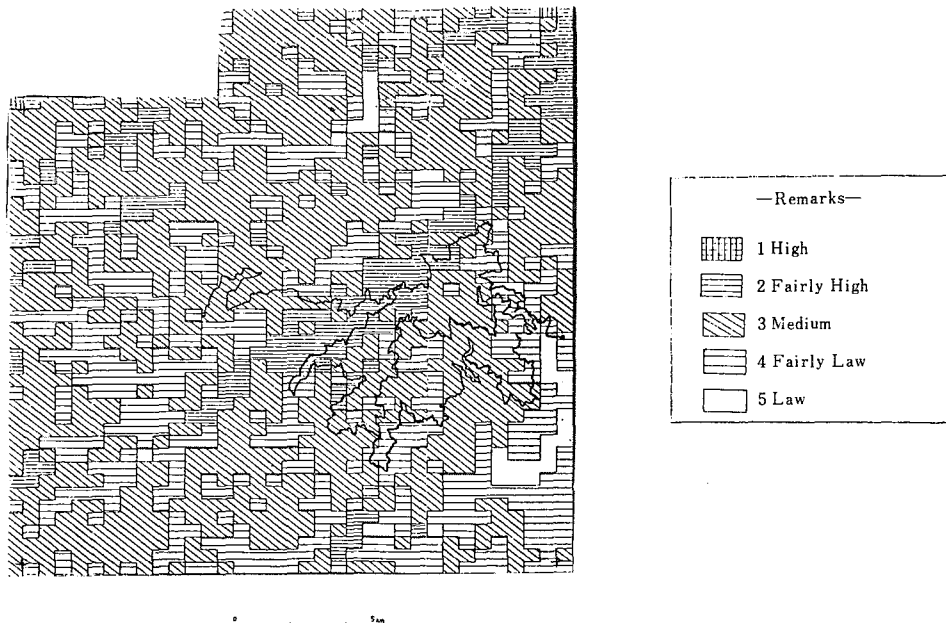 —Remarks—
1 High
2 Fairly High
3 Medium
4 Fairly Law
5 Law
0 5km